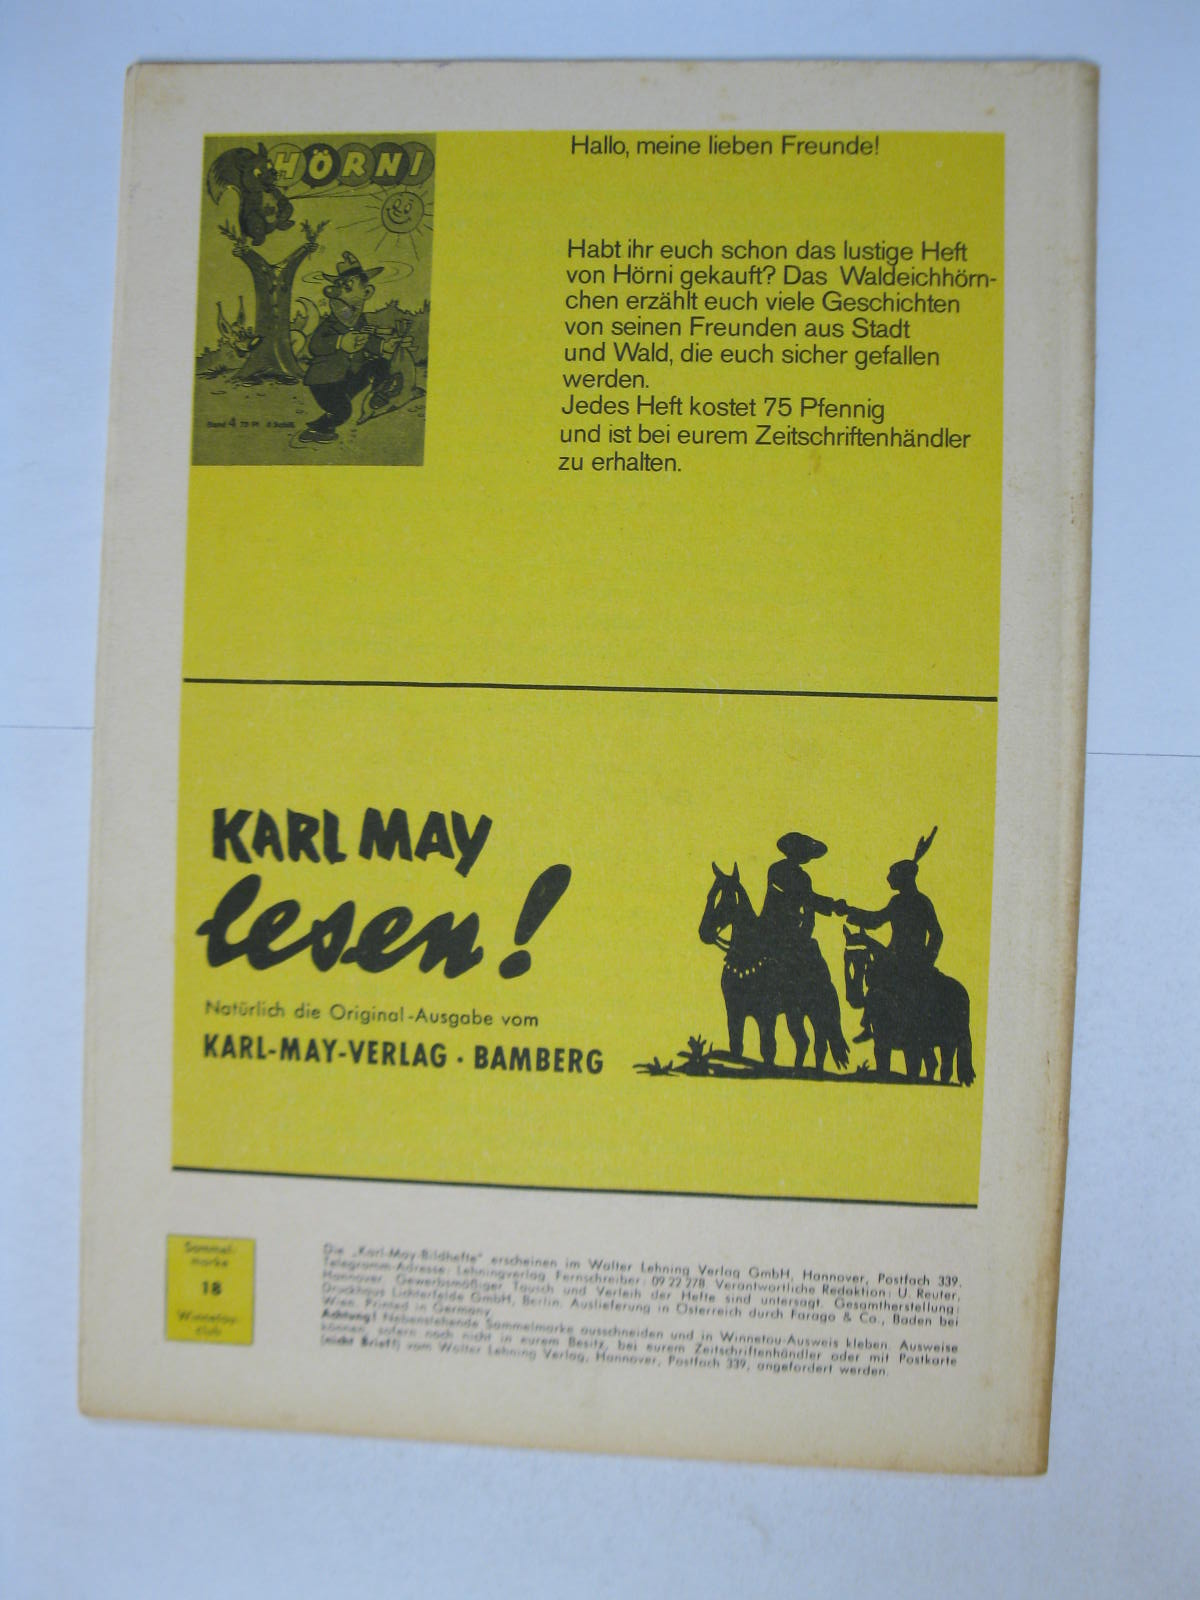 HÖRNI
Band 4 75 Pf.
Hallo, meine lieben Freunde!
Habt ihr euch schon das lustige Heft
von Hörni gekauft? Das Waldeichhörn-
chen erzählt euch viele Geschichten
von seinen Freunden aus Stadt
und Wald, die euch sicher gefallen
werden.
Jedes Heft kostet 75 Pfennig
und ist bei eurem Zeitschriftenhändler
zu erhalten.
KARL MAY
lesen!
Natürlich die Original-Ausgabe vom
KARL-MAY-VERLAG · BAMBERG
Sammel-
marke
18
Winnetou-
club
Die „Karl-May-Bildhefte" erscheinen im Walter Lehning Verlag GmbH, Hannover, Postfach 339.
Telegramm-Adresse: Lehningverlag Fernschreiber: 09 22 278. Verantwortliche Redaktion: U. Reuter,
Hannover. Gewerbsmäßiger Tausch und Verleih der Hefte sind untersagt. Gesamtherstellung:
Druckhaus Lichterfelde GmbH, Berlin. Auslieferung in Österreich durch Farago & Co., Baden bei
Wien. Printed in Germany.
Achtung! Nebenstehende Sammelmarke ausschneiden und in Winnetou-Ausweis kleben. Ausweise
können, sofern noch nicht in eurem Besitz, bei eurem Zeitschriftenhändler oder mit Postkarte
(nicht Brief!) vom Walter Lehning Verlag, Hannover, Postfach 339, angefordert werden.